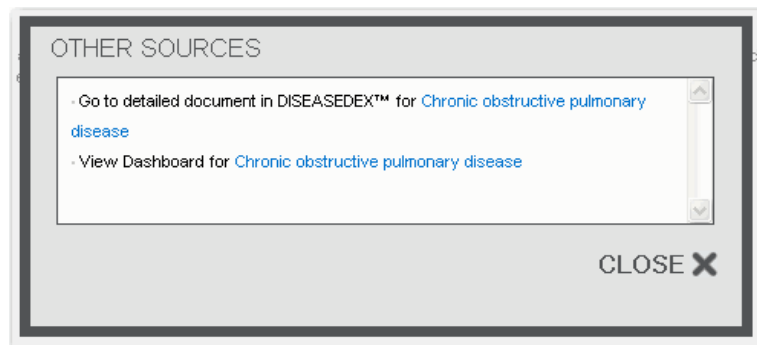 OTHER SOURCES
· Go to detailed document in DISEASEDEX™ for Chronic obstructive pulmonary
disease
· View Dashboard for Chronic obstructive pulmonary disease
CLOSE